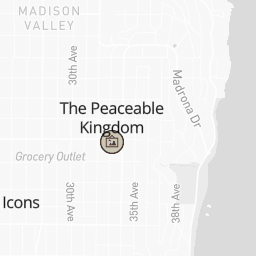 MADISON
VALLEY
30th Ave
Madrona Dr
The Peaceable
Kingdom
Grocery Outlet
Icons
30th Ave
35th Ave
38th Ave